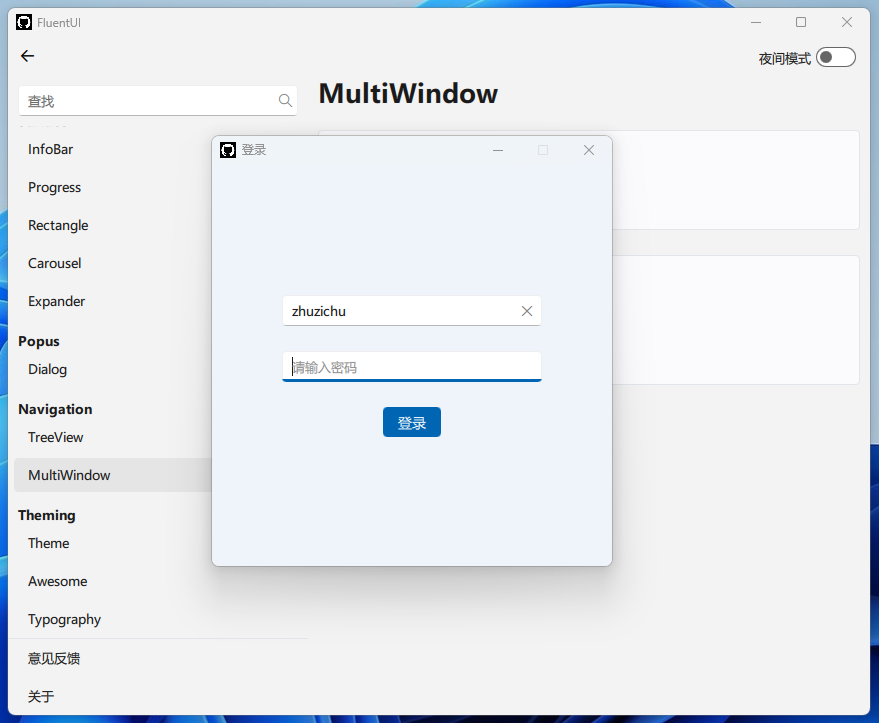 FluentUI
夜间模式
查找
MultiWindow
InfoBar
Progress
Rectangle
Carousel
Expander
Popus
Dialog
Navigation
TreeView
MultiWindow
Theming
Theme
Awesome
Typography
意见反馈
关于
登录
zhuzichu
请输入密码
登录